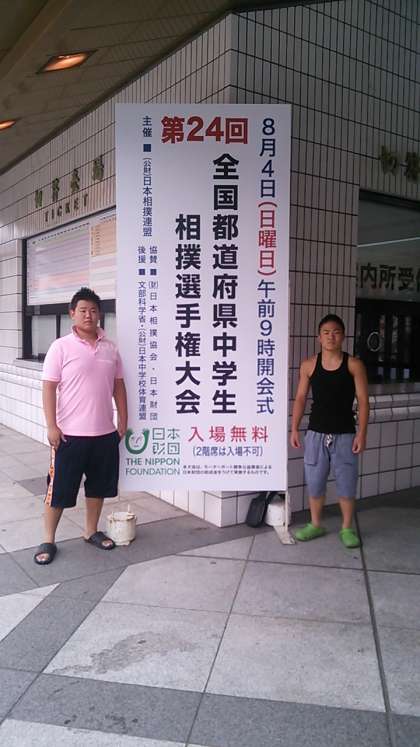 8月4日(日曜日)午前9時開会式
第24回
全国都道府県中学生
相撲選手権大会
主催 ■ (公財)日本相撲連盟
協賛 ■ (財)日本相撲協会・日本財団
後援 ■ 文部科学省・(公財)日本中学校体育連盟
日本
財団
THE NIPPON
FOUNDATION
入場無料
(2階席は入場不可)
TICKET
内所受